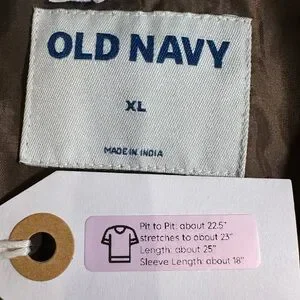 OLD NAVY
XL
MADE IN INDIA
Pit to Pit: about 22.5"
stretches to about 23"
Length: about 25"
Sleeve Length: about 18"